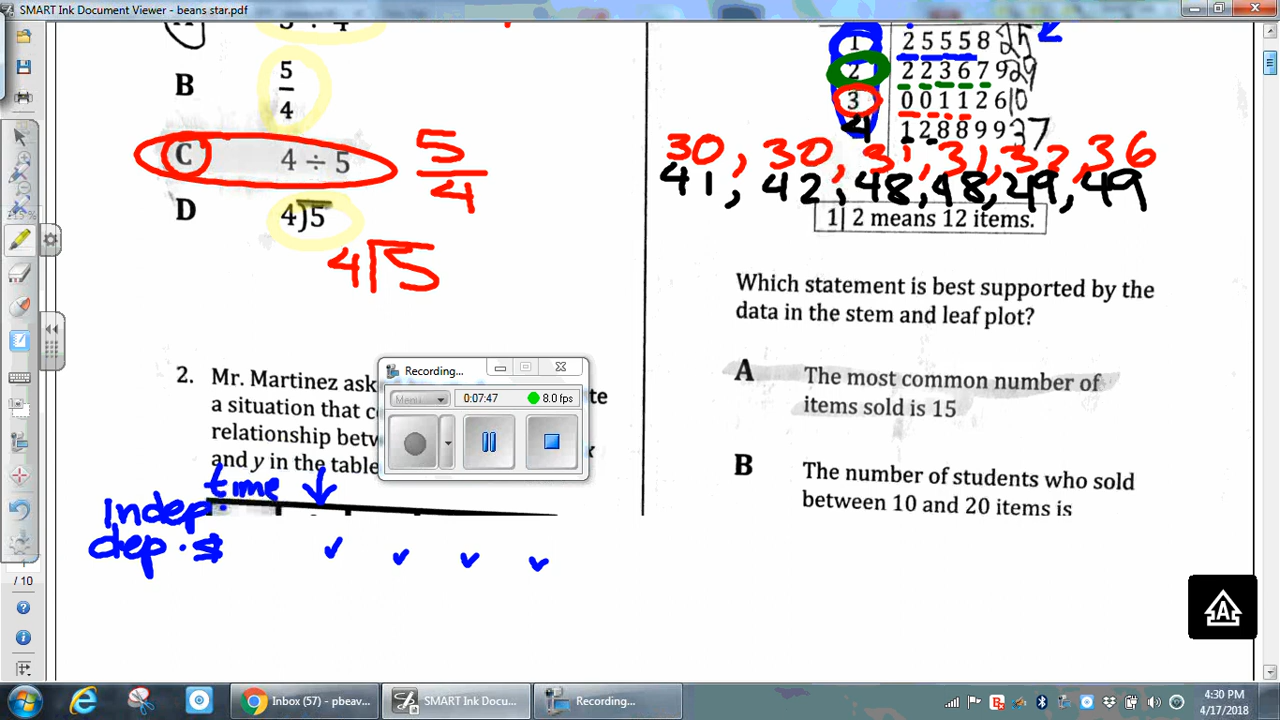 SMART Ink Document Viewer - beans star.pdf
B 5
4
C 4 ÷ 5 5
4
D 4)5
4)5
2. Mr. Martinez ask
a situation that c
relationship betw
and y in the table
te
time
Indep.
dep. $
Recording...
Menu 0:07:47 8.0 fps
1 2 5 5 5 8 25
2 2 2 3 6 7 9 29
3 0 0 1 1 2 6 10
4 1 2 8 8 9 9 37
30, 30, 31, 31, 32, 36
41, 42, 48, 48, 49, 49
1| 2 means 12 items.
Which statement is best supported by the
data in the stem and leaf plot?
A The most common number of
items sold is 15
B The number of students who sold
between 10 and 20 items is
/ 10
Inbox (57) - pbeav...
SMART Ink Docu...
Recording...
4:30 PM
4/17/2018